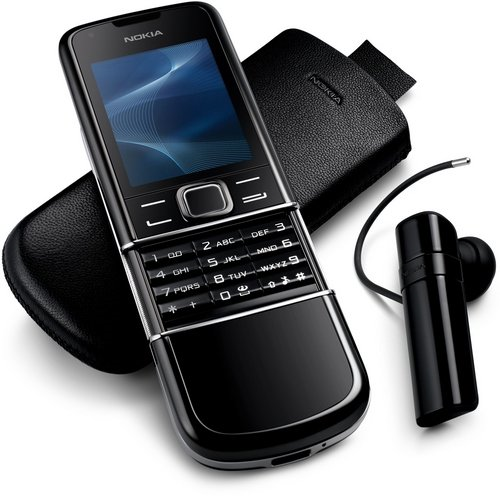 NOKIA
NOKIA
1 2 ABC DEF 3
4 GHI 5 JKL MNO 6
7 PQRS 8 TUV WXYZ 9
* + 0 #